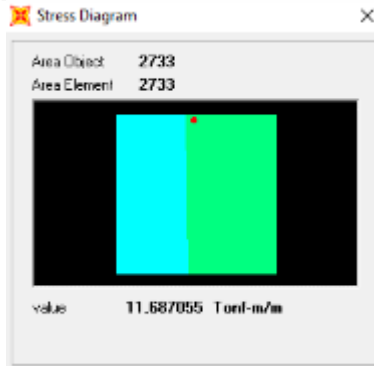 Stress Diagram
Area Object 2733
Area Element 2733
value 11.687055 Tonf-m/m